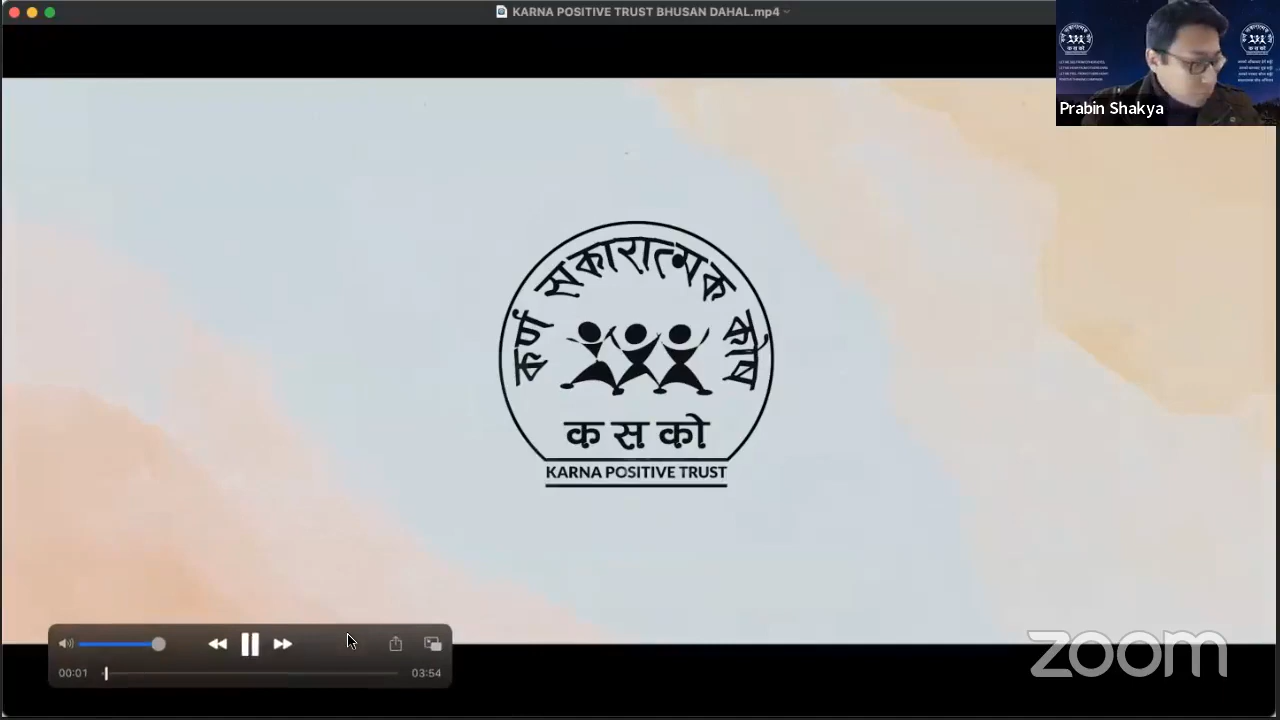 KARNA POSITIVE TRUST BHUSAN DAHAL.mp4
Prabin Shakya
कर्ण सकारात्मक कोष
क स को
KARNA POSITIVE TRUST
00:01
03:54
zoom